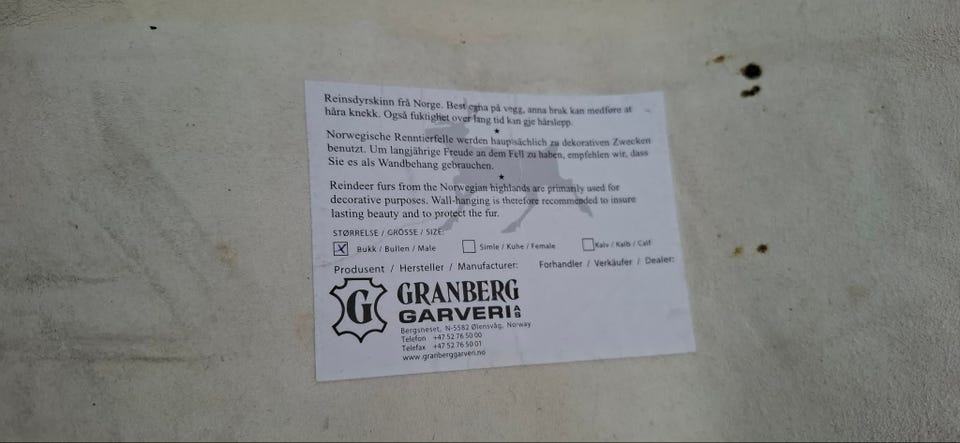 Reinsdyrskinn frå Norge. Best egna på vegg, anna bruk kan medføre at
håra knekk. Også fuktighet over lang tid kan gje hårslepp.
★
Norwegische Renntierfelle werden haupisächlich zu dekorativen Zwecken
benutzt. Um langjährige Freude an dem Fell zu haben, empfehlen wir, dass
Sie es als Wandbehang gebrauchen.
★
Reindeer furs from the Norwegian highlands are primarily used for
decorative purposes. Wall-hanging is therefore recommended to insure
lasting beauty and to protect the fur.
STØRRELSE / GRÖSSE / SIZE:
X Bukk / Bullen / Male Simle / Kuhe / Female Kalv / Kalb / Calf
Produsent / Hersteller / Manufacturer: Forhandler / Verkäufer / Dealer:
G GRANBERG
GARVERI AS
Bergsneset, N-5582 Ølensvåg, Norway
Telefon +47 52 76 50 00
Telefax +47 52 76 50 01
www.granberggarveri.no